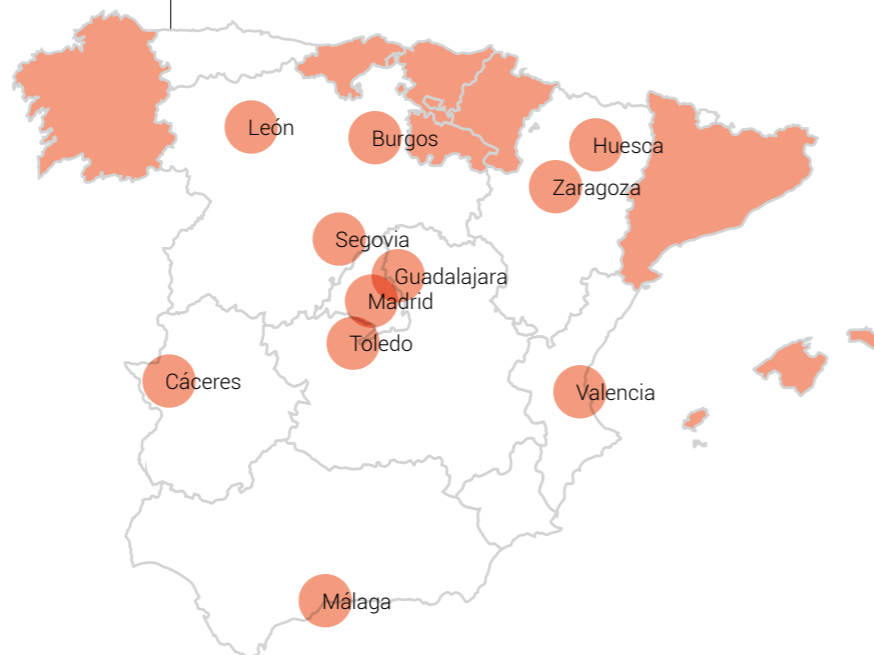 León
Burgos
Huesca
Zaragoza
Segovia
Guadalajara
Madrid
Toledo
Cáceres
Valencia
Málaga